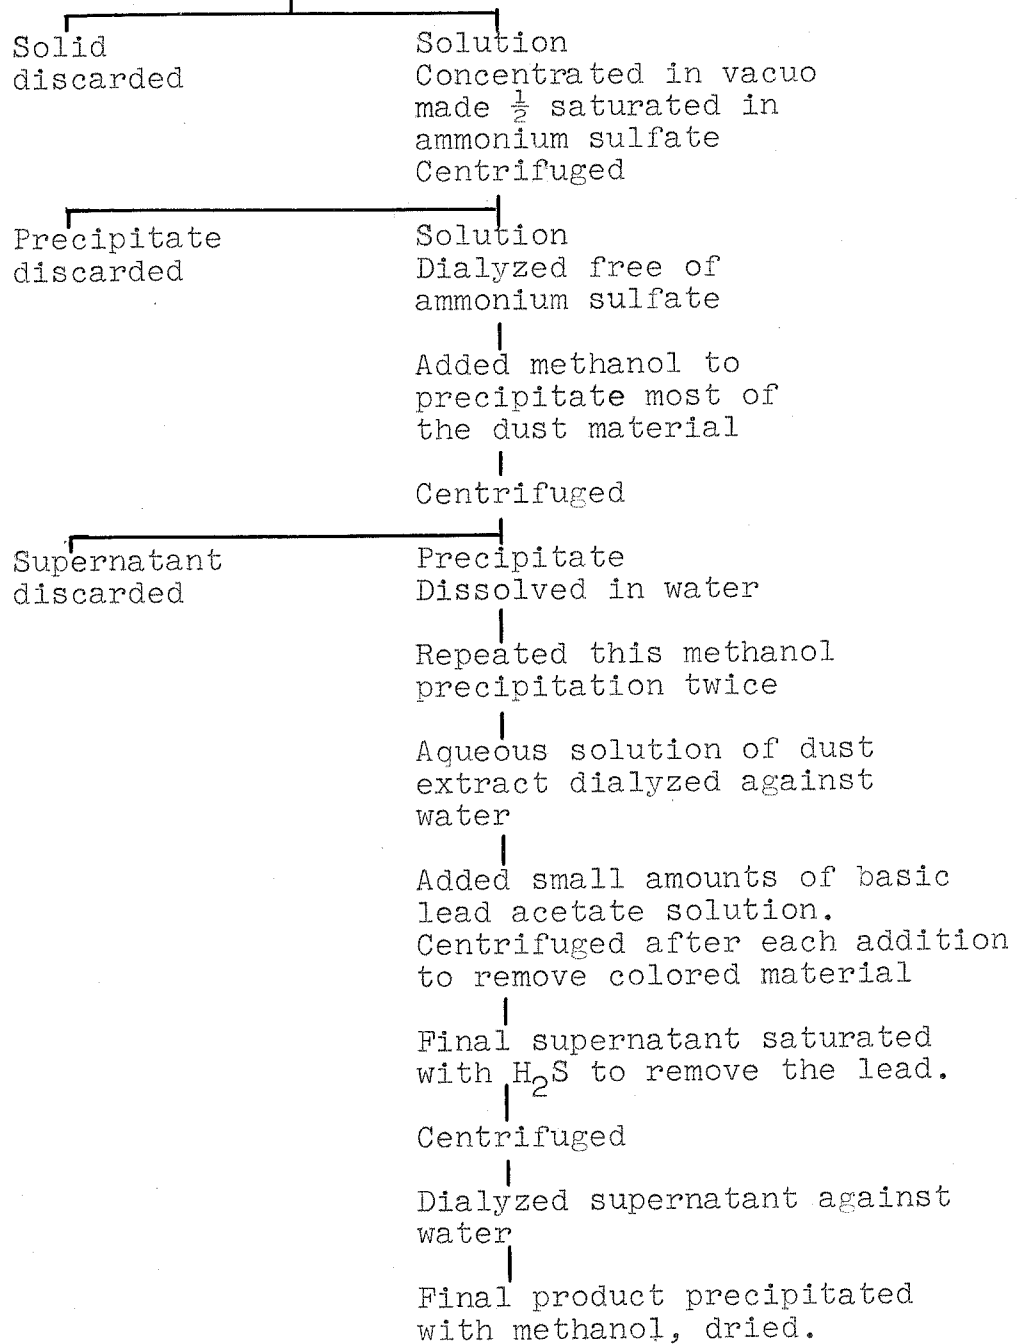 Solid
discarded
Solution
Concentrated in vacuo
made ½ saturated in
ammonium sulfate
Centrifuged
Precipitate
discarded
Solution
Dialyzed free of
ammonium sulfate
Added methanol to
precipitate most of
the dust material
Centrifuged
Supernatant
discarded
Precipitate
Dissolved in water
Repeated this methanol
precipitation twice
Aqueous solution of dust
extract dialyzed against
water
Added small amounts of basic
lead acetate solution.
Centrifuged after each addition
to remove colored material
Final supernatant saturated
with H₂S to remove the lead.
Centrifuged
Dialyzed supernatant against
water
Final product precipitated
with methanol, dried.